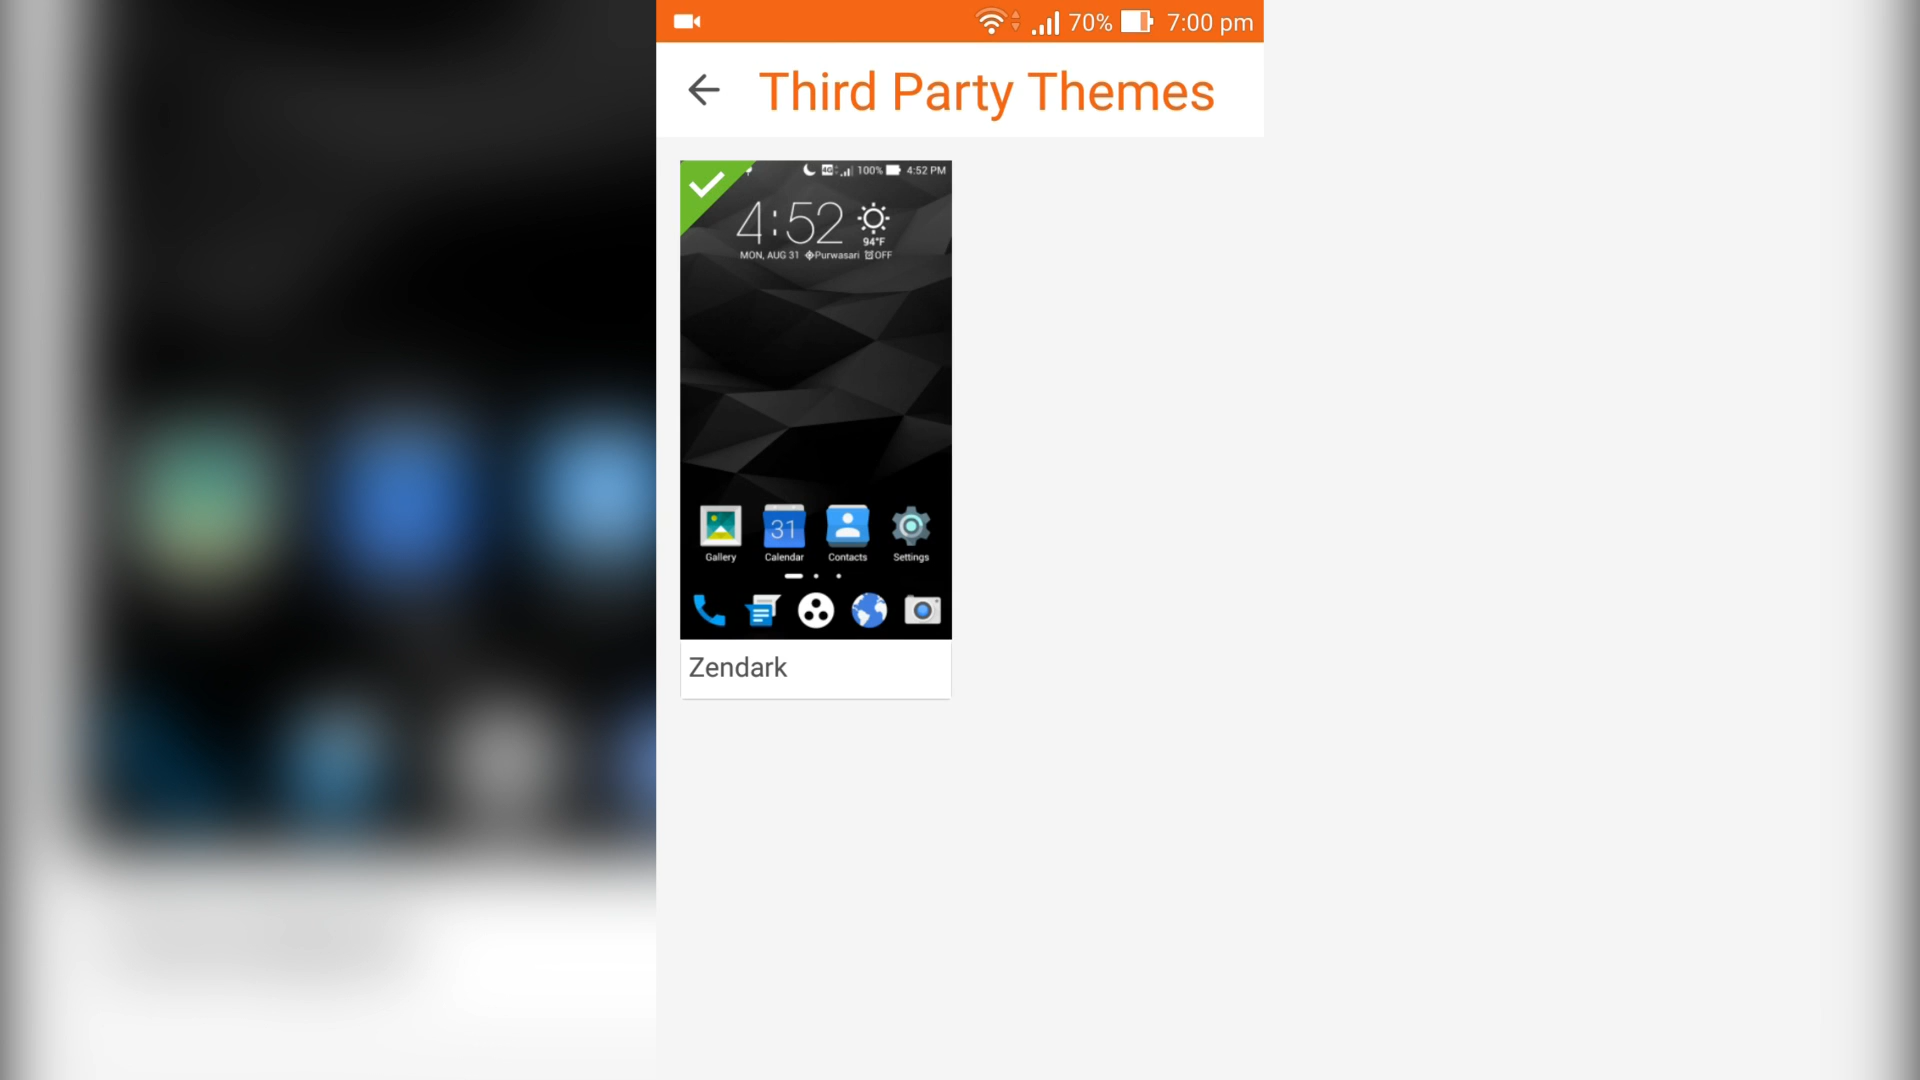 70% 7:00 pm
Third Party Themes
4G 100% 4:52 PM
4:52
94°F
MON, AUG 31 Purwasari OFF
31
Gallery Calendar Contacts Settings
Zendark